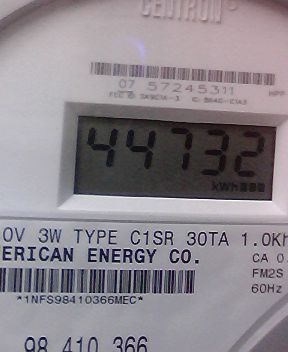 CENTRON®
07 57245311
44732
kWh
0V 3W TYPE C1SR 30TA 1.0Kh
ERICAN ENERGY CO.
CA 0.
FM2S
60Hz
*1NFS98410366MEC*
98 410 366